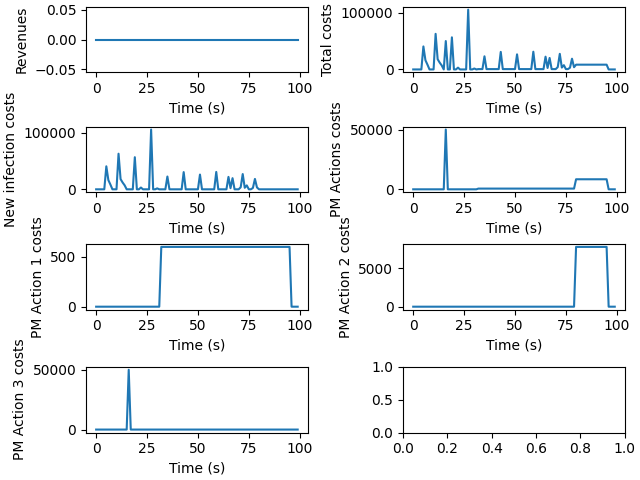 Revenues
0.05
0.00
−0.05
0 25 50 75 100
Time (s)
Total costs
100000
0
0 25 50 75 100
Time (s)
New infection costs
100000
0
0 25 50 75 100
Time (s)
PM Actions costs
50000
0
0 25 50 75 100
Time (s)
PM Action 1 costs
500
0
0 25 50 75 100
Time (s)
PM Action 2 costs
5000
0
0 25 50 75 100
Time (s)
PM Action 3 costs
50000
0
0 25 50 75 100
Time (s)
1.0
0.5
0.0
0.0 0.2 0.4 0.6 0.8 1.0